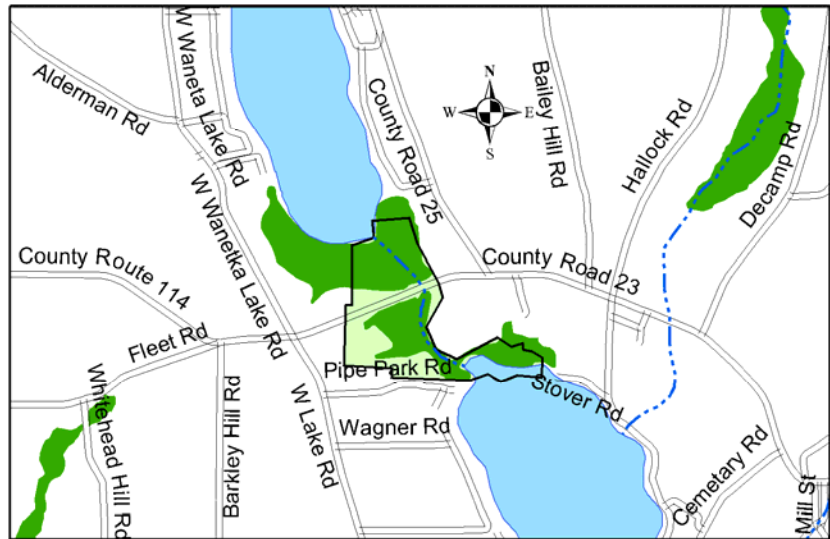 W Waneta Lake Rd
Alderman Rd
County Road 25
N
W
E
S
Bailey Hill Rd
Hallock Rd
Decamp Rd
W Wanetka Lake Rd
County Route 114
County Road 23
Fleet Rd
Pipe Park Rd
Stover Rd
Whitehead Hill Rd
Barkley Hill Rd
W Lake Rd
Wagner Rd
Cemetary Rd
Mill St